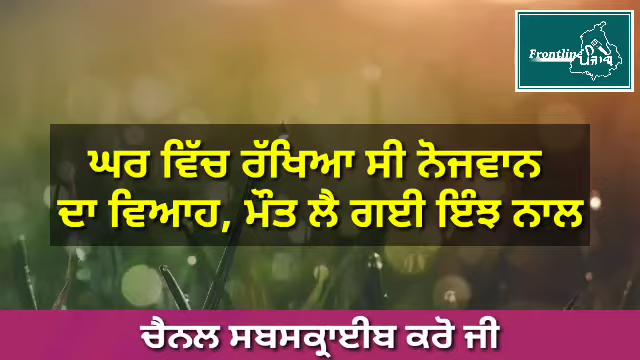 Frontline
ਪੰਜਾਬ
ਘਰ ਵਿੱਚ ਰੱਖਿਆ ਸੀ ਨੋਜਵਾਨ
ਦਾ ਵਿਆਹ, ਮੌਤ ਲੈ ਗਈ ਇੰਝ ਨਾਲ
ਚੈਨਲ ਸਬਸਕ੍ਰਾਈਬ ਕਰੋ ਜੀ